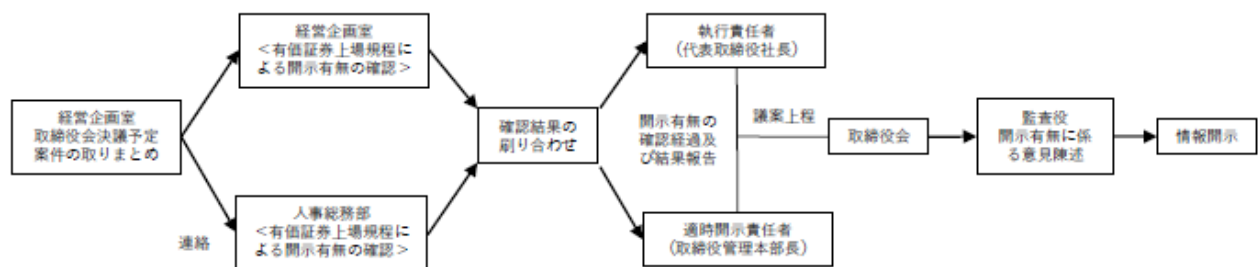 経営企画室
取締役会決議予定
案件の取りまとめ
経営企画室
＜有価証券上場規程に
よる開示有無の確認＞
連絡
人事総務部
＜有価証券上場規程に
よる開示有無の確認＞
確認結果の
刷り合わせ
執行責任者
（代表取締役社長）
開示有無の
確認経過及
び結果報告
議案上程
適時開示責任者
（取締役管理本部長）
取締役会
監査役
開示有無に係
る意見陳述
情報開示